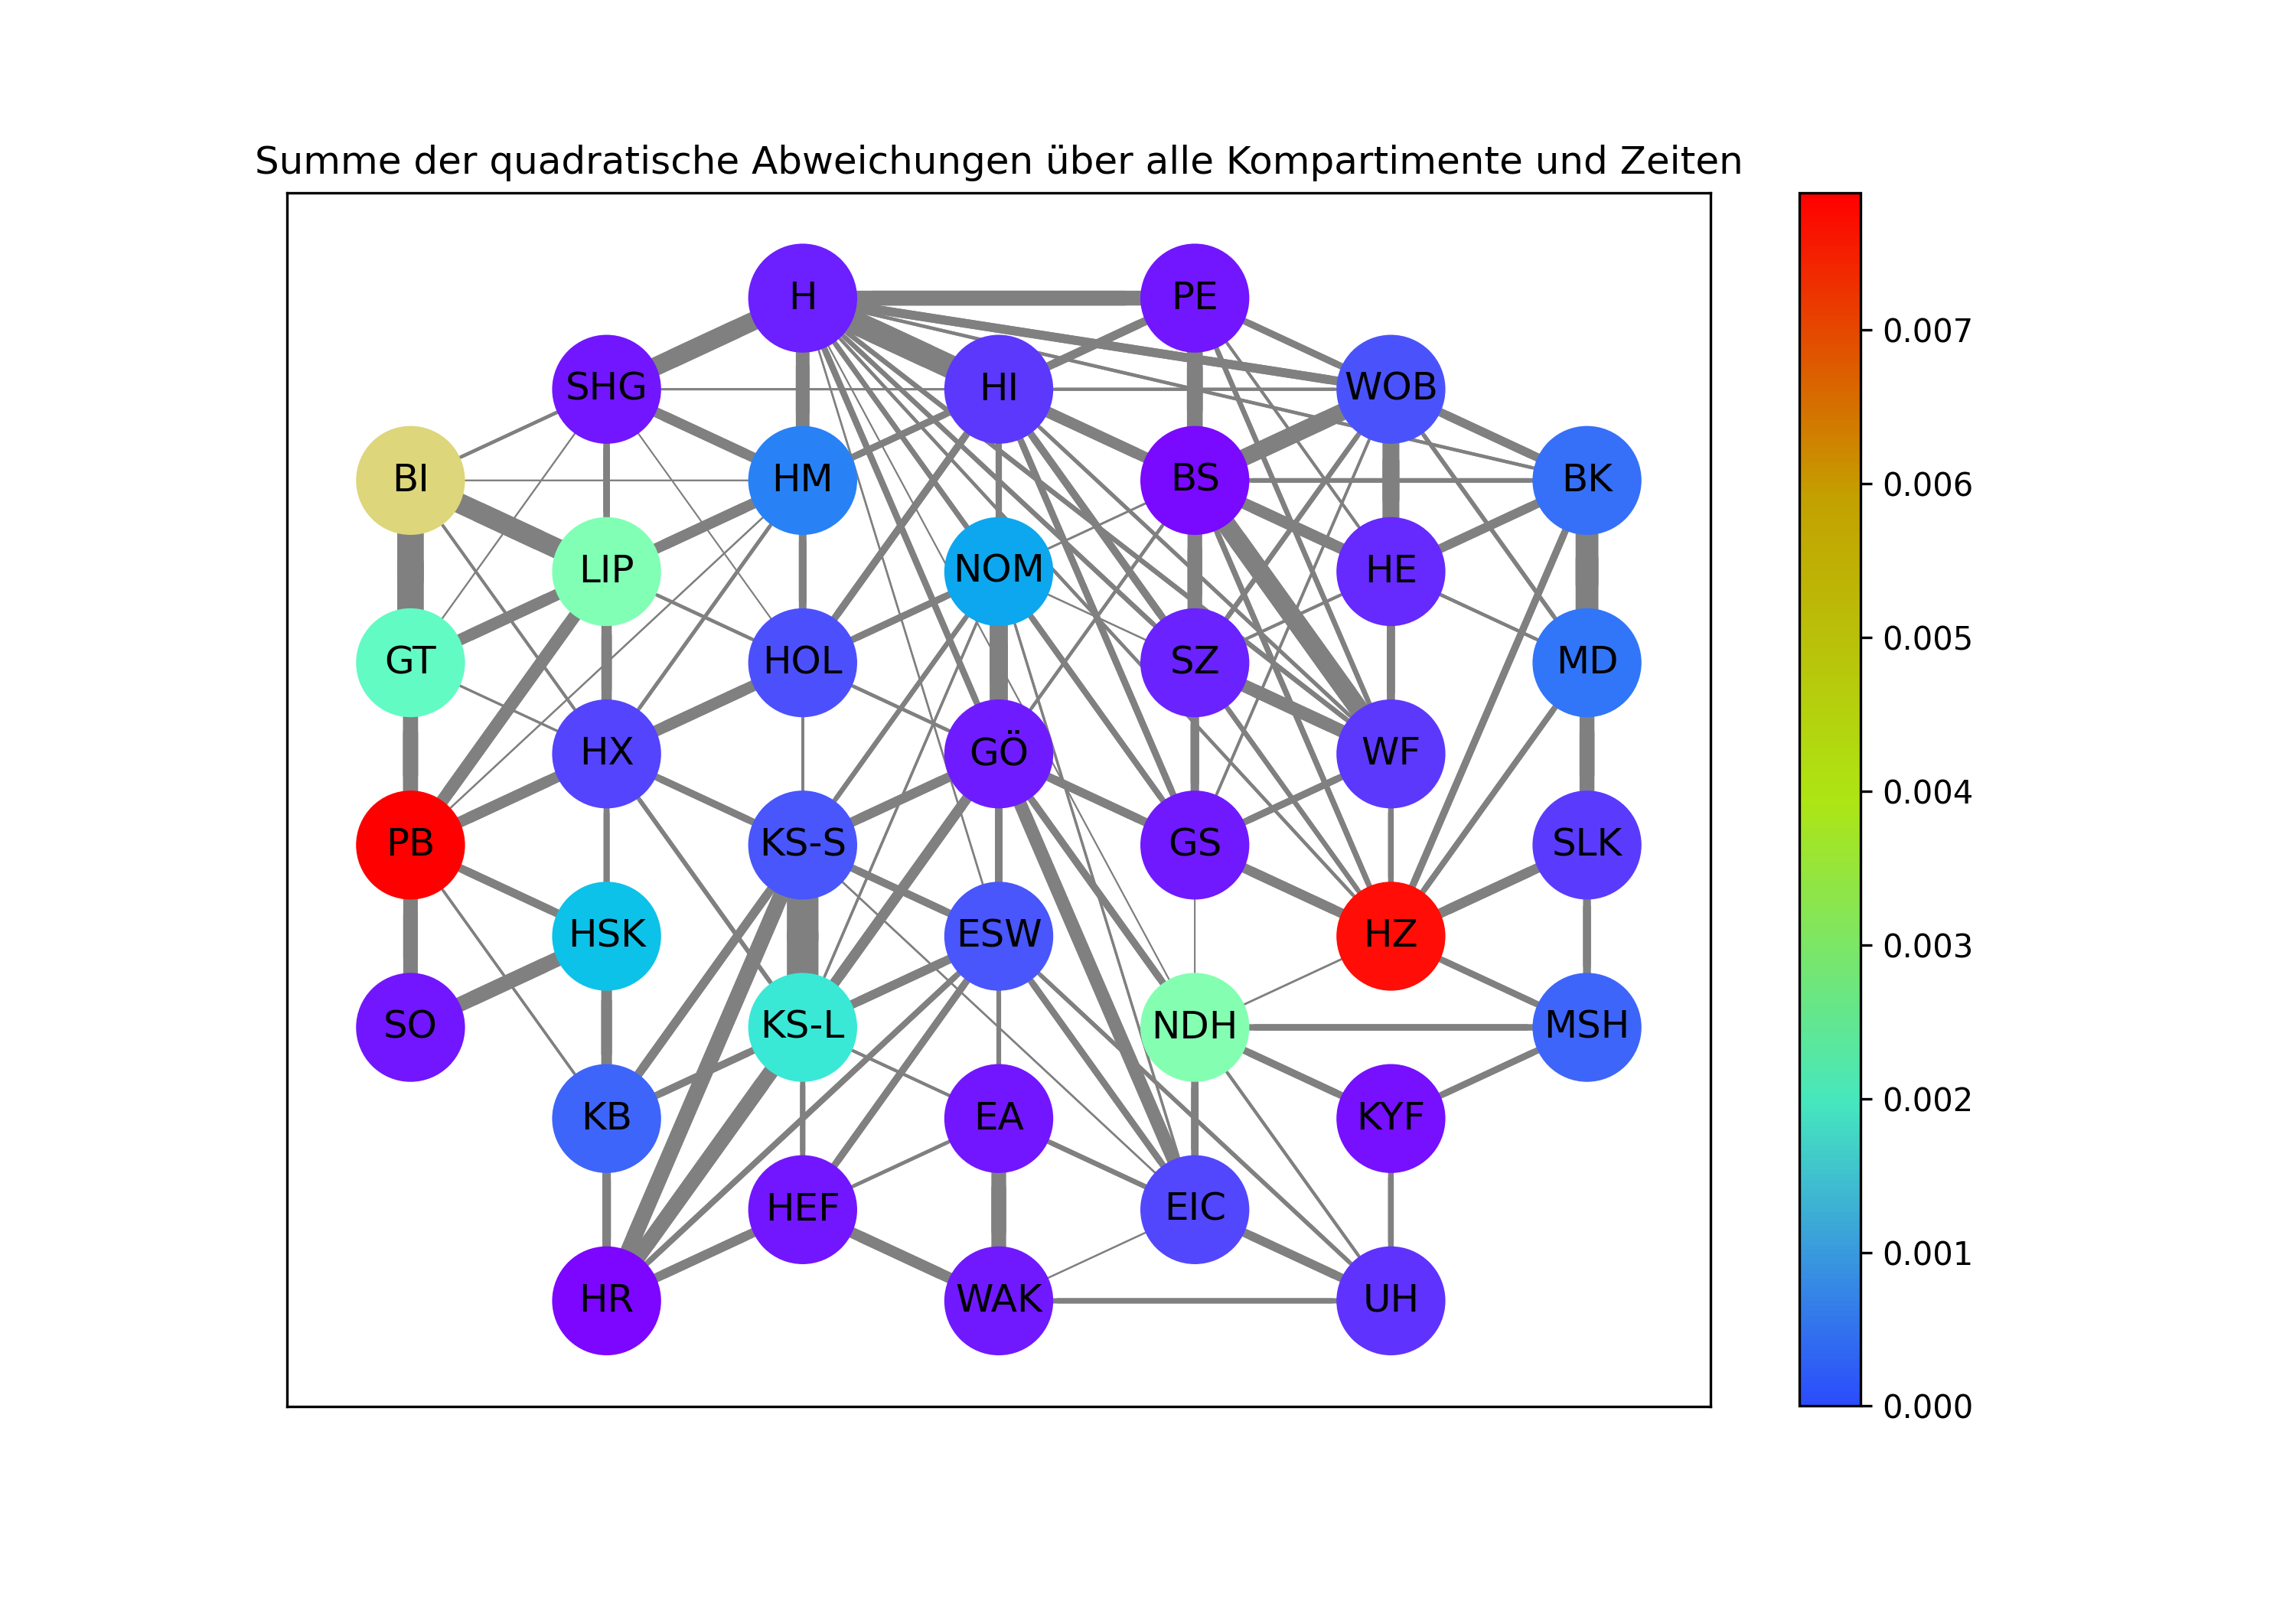 Summe der quadratische Abweichungen über alle Kompartimente und Zeiten
H
PE
SHG
HI
WOB
BI
HM
BS
BK
LIP
NOM
HE
GT
HOL
SZ
MD
HX
GÖ
WF
PB
KS-S
GS
SLK
HSK
ESW
HZ
SO
KS-L
NDH
MSH
KB
EA
KYF
HEF
EIC
HR
WAK
UH
0.007
0.006
0.005
0.004
0.003
0.002
0.001
0.000